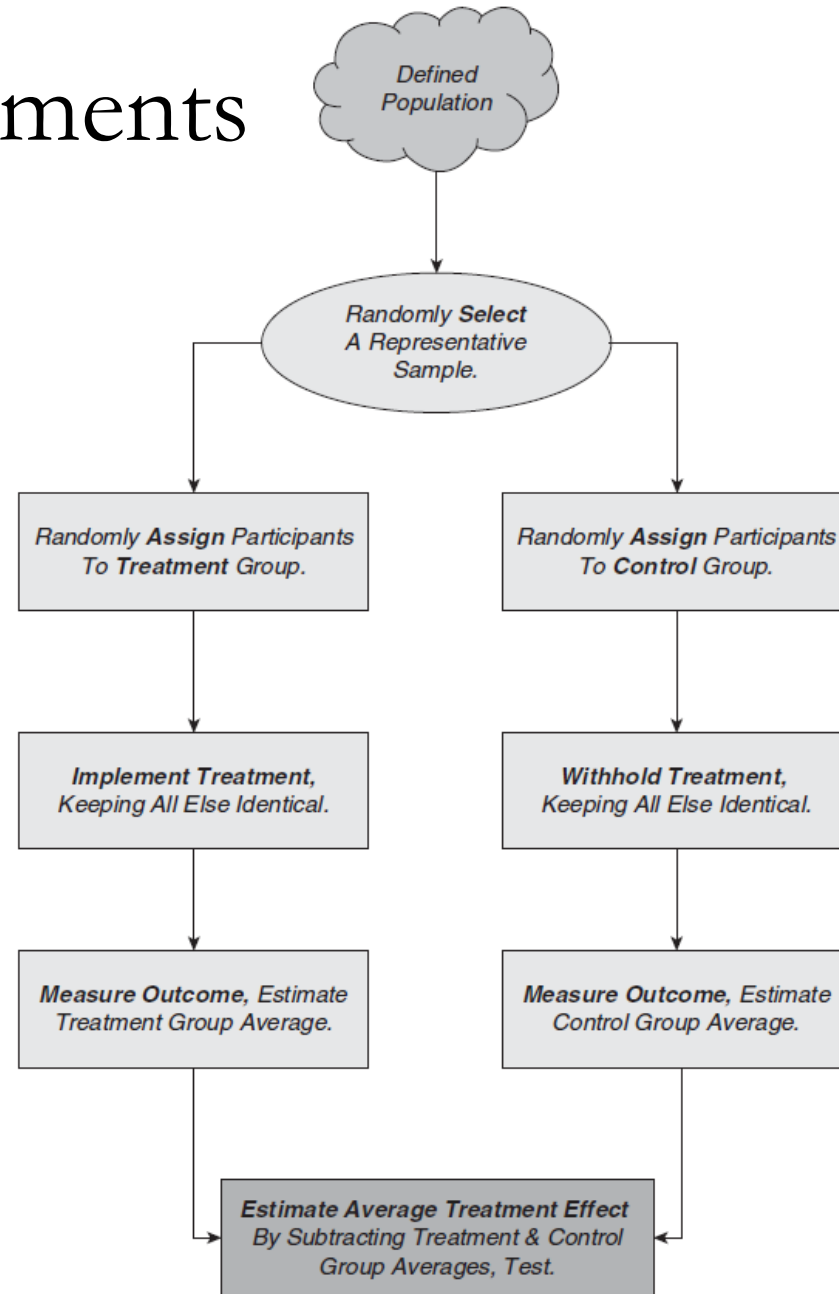 ments
Defined
Population
Randomly Select
A Representative
Sample.
Randomly Assign Participants
To Treatment Group.
Randomly Assign Participants
To Control Group.
Implement Treatment,
Keeping All Else Identical.
Withhold Treatment,
Keeping All Else Identical.
Measure Outcome, Estimate
Treatment Group Average.
Measure Outcome, Estimate
Control Group Average.
Estimate Average Treatment Effect
By Subtracting Treatment & Control
Group Averages, Test.